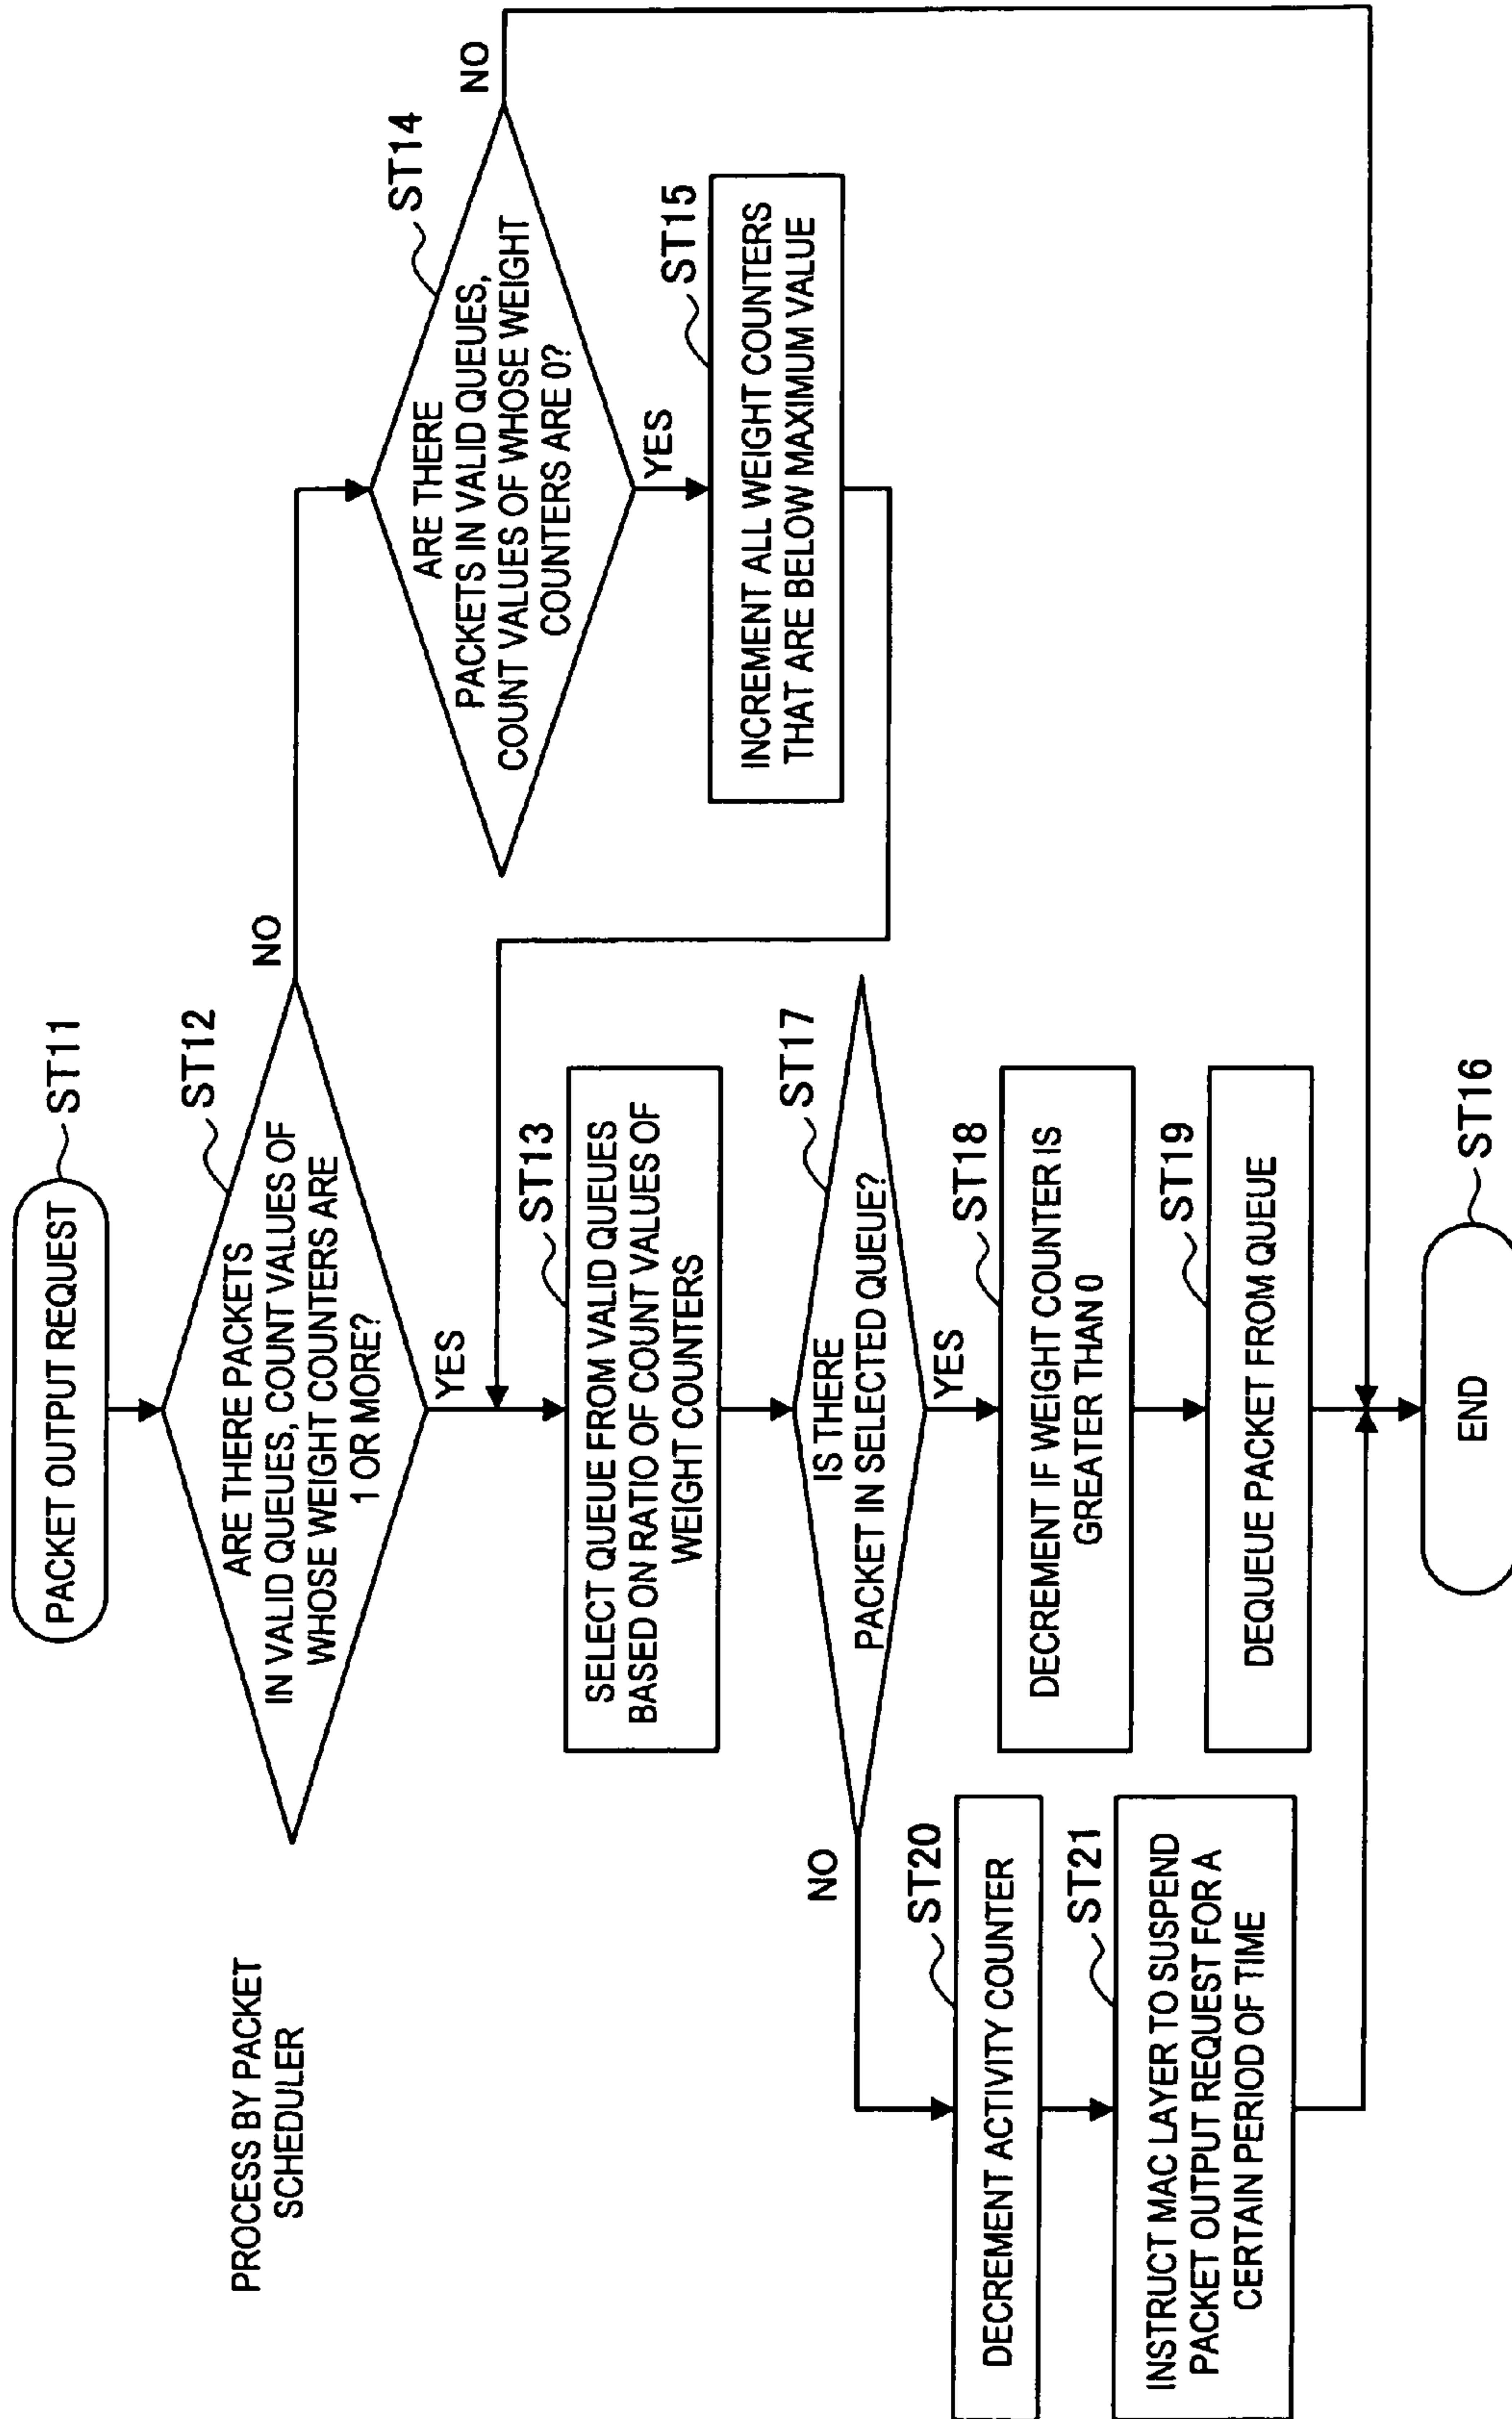 PROCESS BY PACKET
SCHEDULER
PACKET OUTPUT REQUEST
ST11
ARE THERE PACKETS
IN VALID QUEUES, COUNT VALUES OF
WHOSE WEIGHT COUNTERS ARE
1 OR MORE?
ST12
NO
YES
ARE THERE
PACKETS IN VALID QUEUES,
COUNT VALUES OF WHOSE WEIGHT
COUNTERS ARE 0?
ST14
NO
YES
INCREMENT ALL WEIGHT COUNTERS
THAT ARE BELOW MAXIMUM VALUE
ST15
SELECT QUEUE FROM VALID QUEUES
BASED ON RATIO OF COUNT VALUES OF
WEIGHT COUNTERS
ST13
IS THERE
PACKET IN SELECTED QUEUE?
ST17
NO
YES
DECREMENT IF WEIGHT COUNTER IS
GREATER THAN 0
ST18
DEQUEUE PACKET FROM QUEUE
ST19
DECREMENT ACTIVITY COUNTER
ST20
INSTRUCT MAC LAYER TO SUSPEND
PACKET OUTPUT REQUEST FOR A
CERTAIN PERIOD OF TIME
ST21
END
ST16